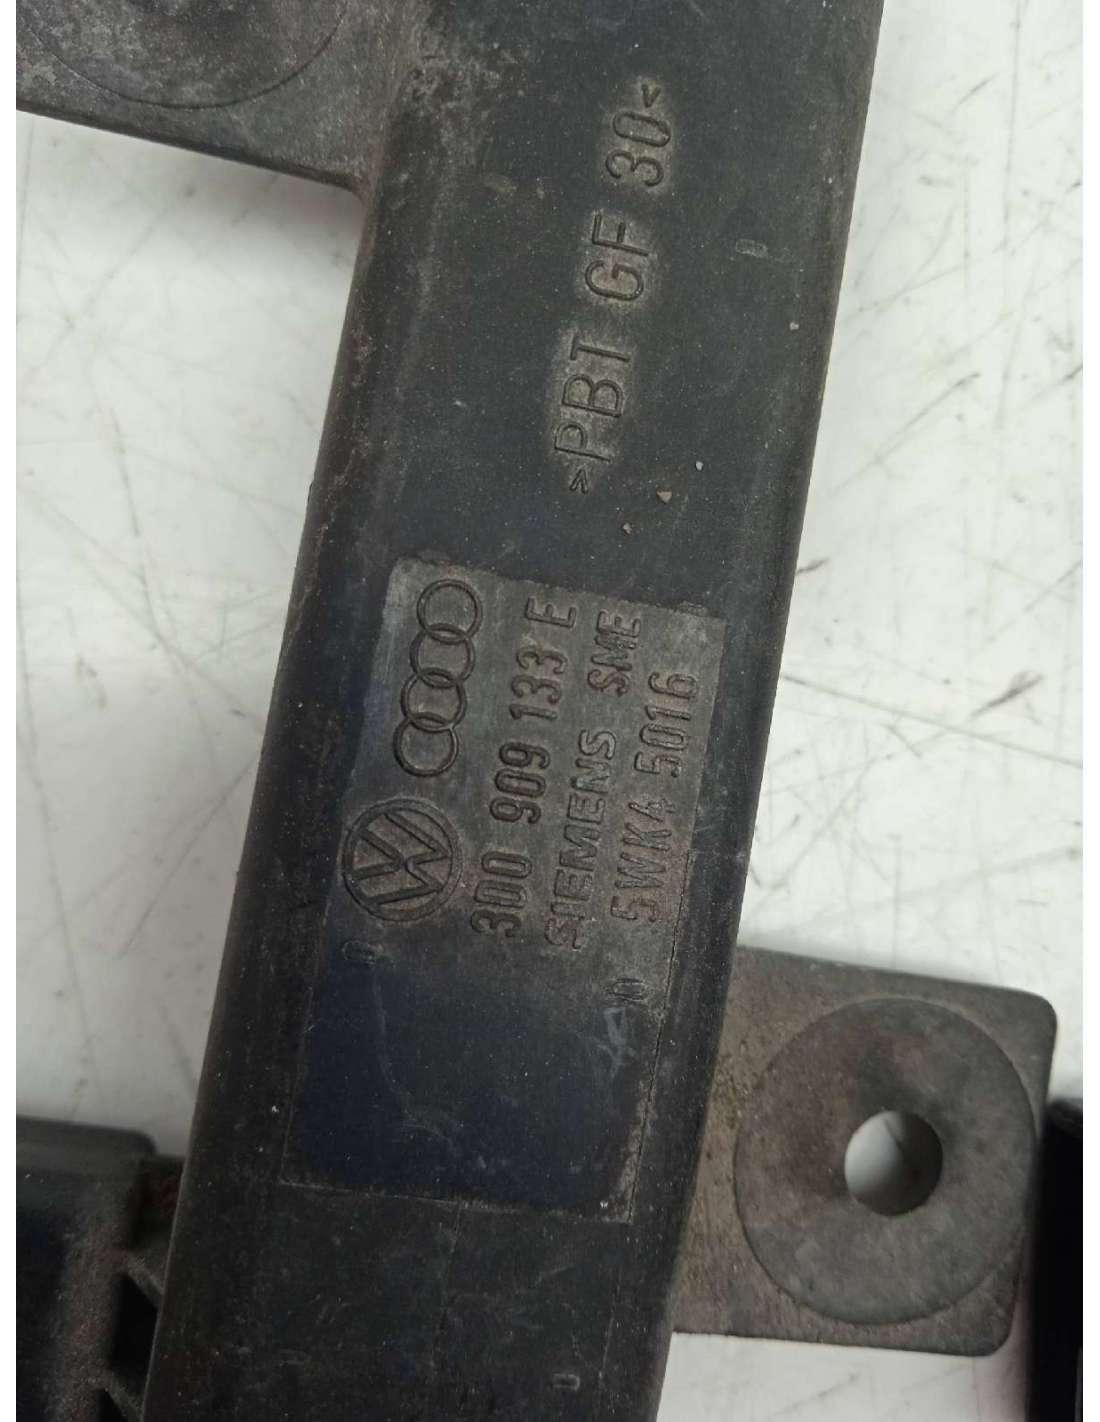 >PBT GF 30<
3D0 909 133 E
SIEMENS SME
5WK4 5016